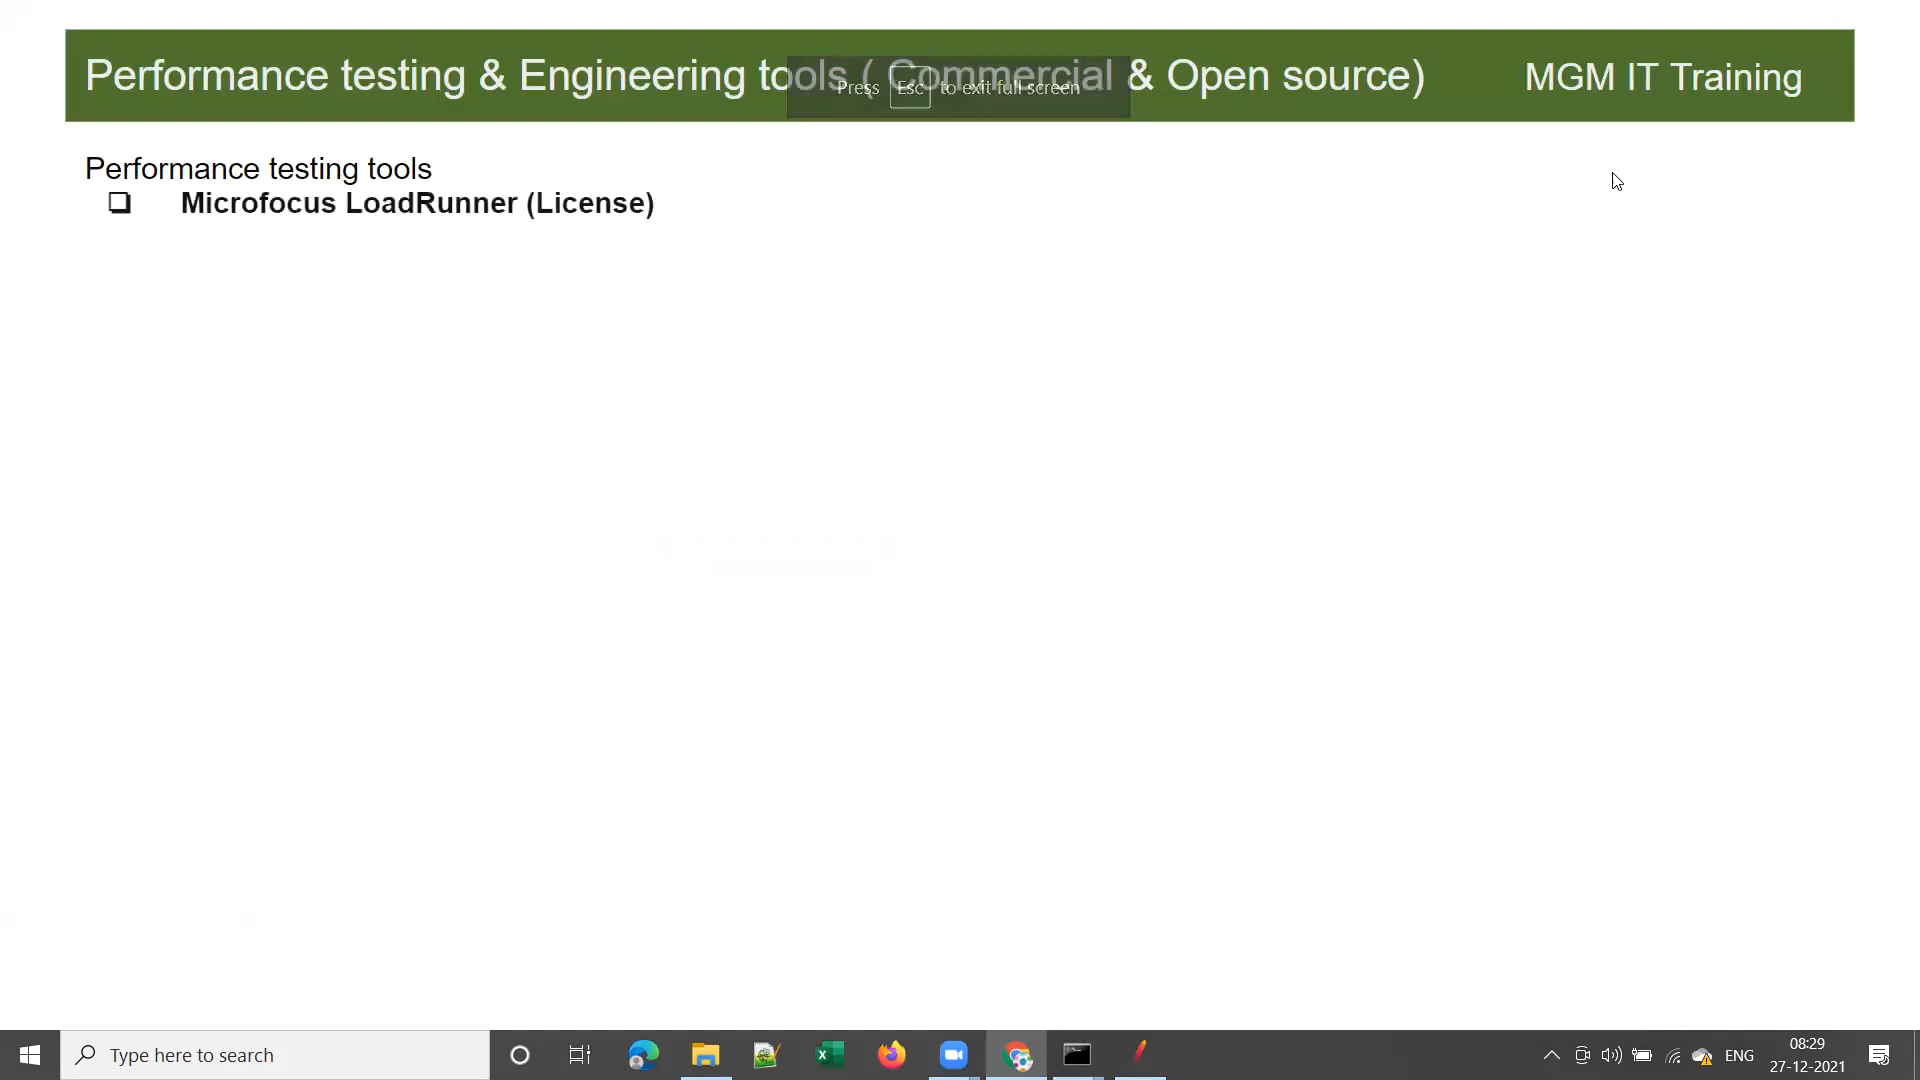 Performance testing & Engineering tools ( Commercial & Open source)
MGM IT Training
Press Esc to exit full screen
Performance testing tools
❏ Microfocus LoadRunner (License)
Type here to search
ENG
08:29
27-12-2021